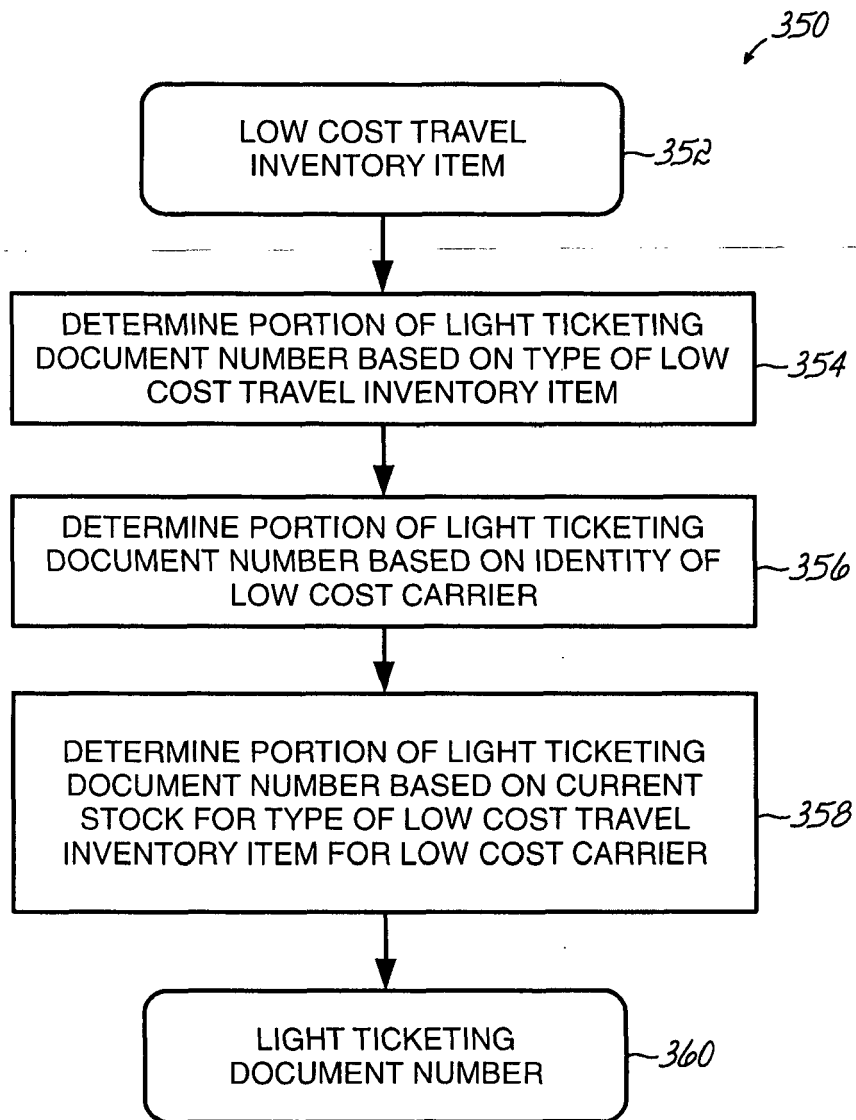 350
LOW COST TRAVEL
INVENTORY ITEM
352
DETERMINE PORTION OF LIGHT TICKETING
DOCUMENT NUMBER BASED ON TYPE OF LOW
COST TRAVEL INVENTORY ITEM
354
DETERMINE PORTION OF LIGHT TICKETING
DOCUMENT NUMBER BASED ON IDENTITY OF
LOW COST CARRIER
356
DETERMINE PORTION OF LIGHT TICKETING
DOCUMENT NUMBER BASED ON CURRENT
STOCK FOR TYPE OF LOW COST TRAVEL
INVENTORY ITEM FOR LOW COST CARRIER
358
LIGHT TICKETING
DOCUMENT NUMBER
360